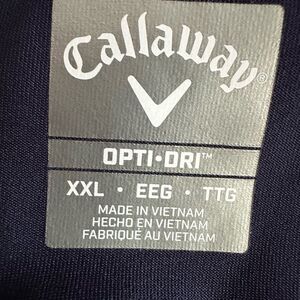 Callaway®
OPTI•DRI™
XXL • EEG • TTG
MADE IN VIETNAM
HECHO EN VIETNAM
FABRIQUÉ AU VIETNAM